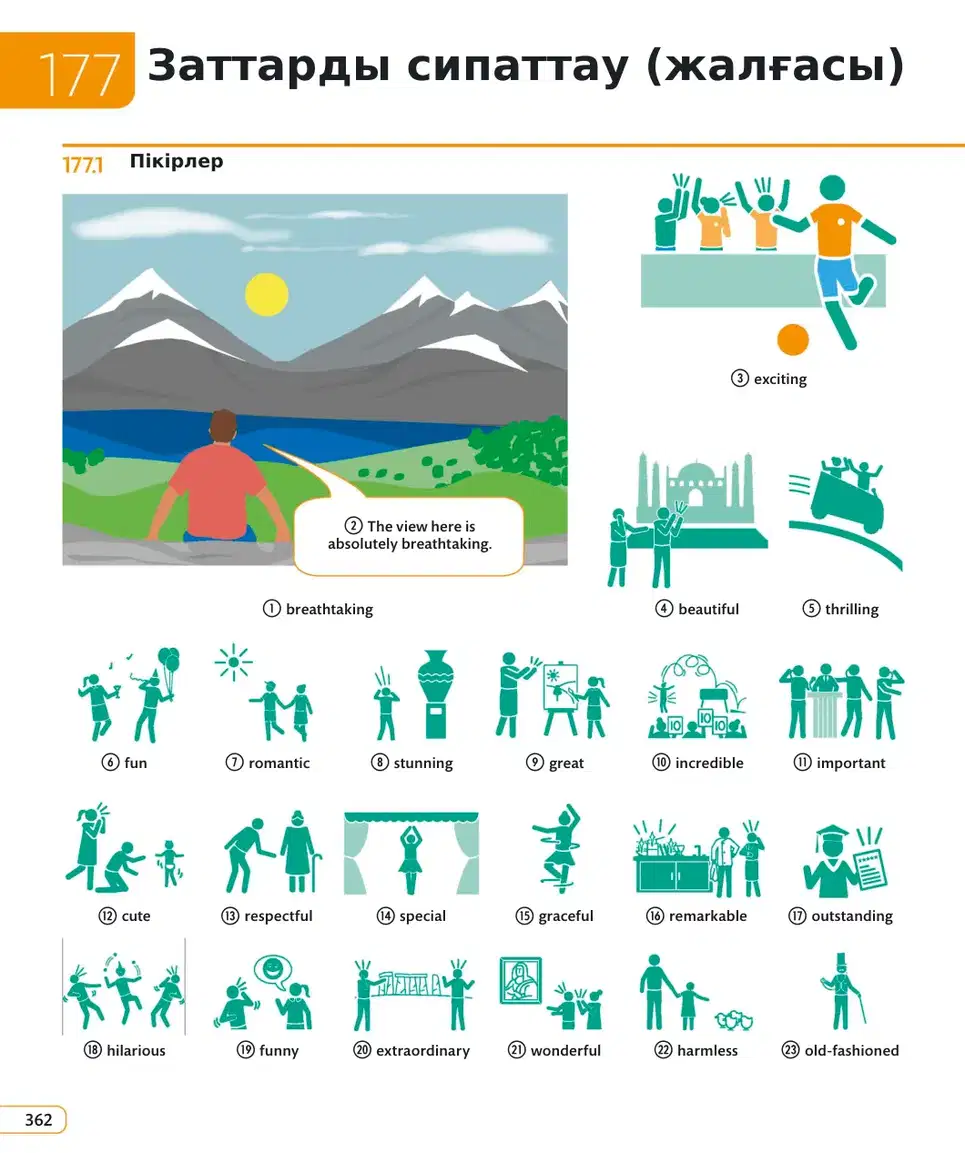 177
Заттарды сипаттау (жалғасы)
177.1 Пікірлер
② The view here is
absolutely breathtaking.
① breathtaking
③ exciting
④ beautiful
⑤ thrilling
⑥ fun
⑦ romantic
⑧ stunning
⑨ great
⑩ incredible
⑪ important
⑫ cute
⑬ respectful
⑭ special
⑮ graceful
⑯ remarkable
⑰ outstanding
10 10 10
⑱ hilarious
⑲ funny
⑳ extraordinary
㉑ wonderful
㉒ harmless
㉓ old-fashioned
362